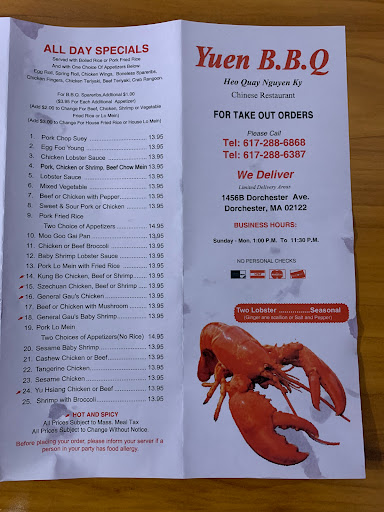 ALL DAY SPECIALS
Served with Boiled Rice or Pork Fried Rice
And with One Choice Of Appetizers Below:
Egg Roll, Spring Roll, Chicken Wings, Boneless Spareribs,
Chicken Fingers, Chicken Teriyaki, Beef Teriyaki, Crab Rangoon.
For B.B.Q. Spareribs Additional $1.00
($3.95 For Each Additional Appetizer)
(Add $2.00 to Change For Beef, Chicken, Shrimp or Vegetable
Fried Rice or Lo Mein)
(Add $3.00 to Change For House Fried Rice or House Lo Mein)
1. Pork Chop Suey 13.95
2. Egg Foo Young 13.95
3. Chicken Lobster Sauce 13.95
4. Pork, Chicken or Shrimp, Beef Chow Mein 13.95
5. Lobster Sauce 13.95
6. Mixed Vegetable 13.95
7. Beef or Chicken with Pepper 13.95
8. Sweet & Sour Pork or Chicken 13.95
9. Pork Fried Rice
Two Choice of Appetizers 14.95
10. Moo Goo Gai Pan 13.95
11. Chicken or Beef Broccoli 13.95
12. Baby Shrimp Lobster Sauce 13.95
13. Pork Lo Mein with Fried Rice 13.95
14. Kung Bo Chicken, Beef or Shrimp 13.95
15. Szechuan Chicken, Beef or Shrimp 13.95
16. General Gau's Chicken 13.95
17. Beef or Chicken with Mushroom 13.95
18. General Gau's Baby Shrimp 13.95
19. Pork Lo Mein
Two Choices of Appetizers(No Rice) 14.95
20. Sesame Baby Shrimp 13.95
21. Cashew Chicken or Beef 13.95
22. Tangerine Chicken 13.95
23. Sesame Chicken 13.95
24. Yu Hsiang Chicken or Beef 13.95
25. Shrimp with Broccoli 13.95
HOT AND SPICY
All Prices Subject to Mass. Meal Tax
All Prices Subject to Change Without Notice.
Before placing your order, please inform your server if a
person in your party has food allergy.
Yuen B.B.Q
Heo Quay Nguyen Ky
Chinese Restaurant
FOR TAKE OUT ORDERS
Please Call
Tel: 617-288-6868
Tel: 617-288-6387
We Deliver
Limited Delivery Areas
1456B Dorchester Ave.
Dorchester, MA 02122
BUSINESS HOURS:
Sunday - Mon. 1:00 P.M. To 11:30 P.M.
NO PERSONAL CHECKS
Two Lobster ................Seasonal
(Ginger and scallion or Salt and Pepper)